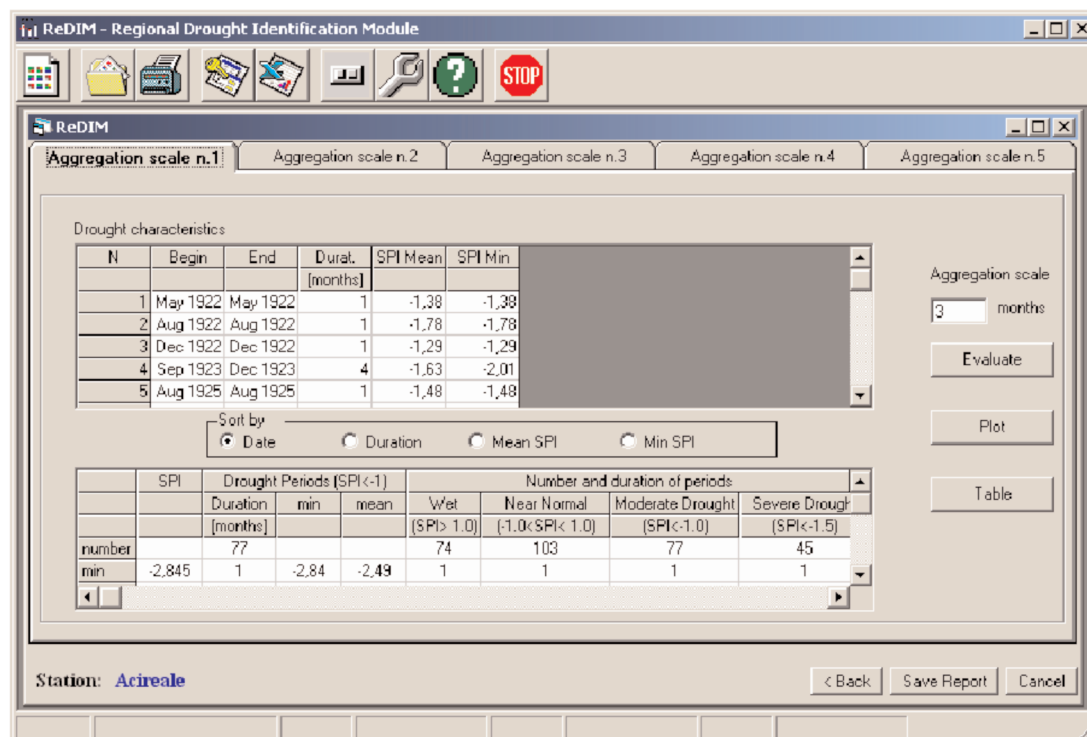 ReDIM - Regional Drought Identification Module
STOP
ReDIM
Aggregation scale n.1 Aggregation scale n.2 Aggregation scale n.3 Aggregation scale n.4 Aggregation scale n.5
Drought characteristics
N Begin End Durat. SPI Mean SPI Min
[months]
1 May 1922 May 1922 1 -1,38 -1,38
2 Aug 1922 Aug 1922 1 -1,78 -1,78
3 Dec 1922 Dec 1922 1 -1,29 -1,29
4 Sep 1923 Dec 1923 4 -1,63 -2,01
5 Aug 1925 Aug 1925 1 -1,48 -1,48
Aggregation scale
3 months
Evaluate
Plot
Table
Sort by
Date Duration Mean SPI Min SPI
SPI Drought Periods (SPI<-1) Number and duration of periods
Duration min mean Wet Near Normal Moderate Drought Severe Drough
[months] (SPI> 1.0) (-1.0<SPI< 1.0) (SPI<-1.0) (SPI<-1.5)
number 77 74 103 77 45
min -2,845 1 -2,84 -2,49 1 1 1 1
Station: Acireale
< Back Save Report Cancel